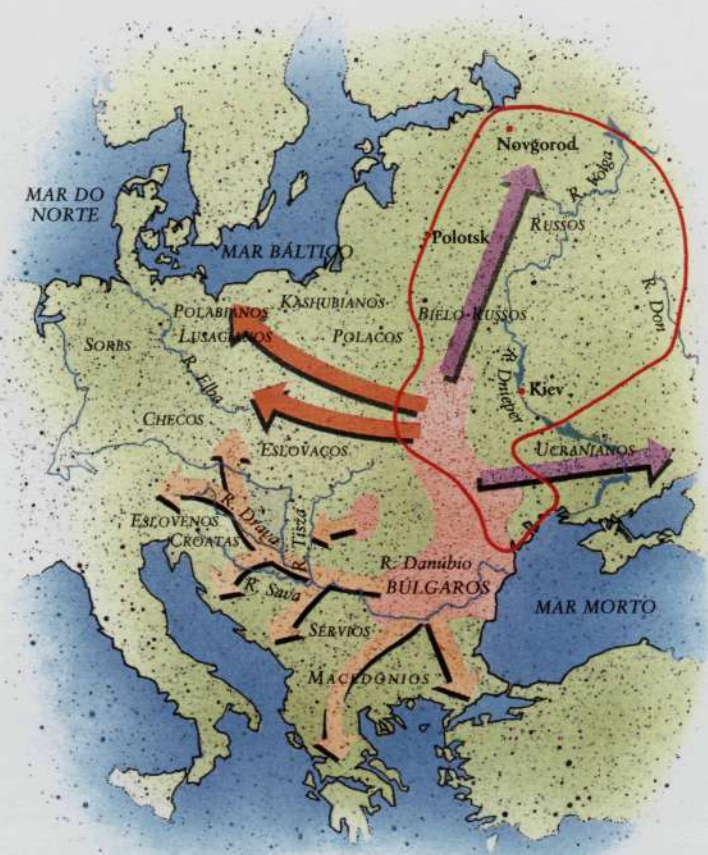 Novgorod
R. Volga
MAR DO
NORTE
RUSSOS
Polotsk
MAR BÁLTICO
R. Don
KASHUBIANOS
POLABIANOS
BIELO-RUSSOS
LUSACIANOS
POLACOS
SORBS
R. Elba
R. Dnieper
Kiev
CHECOS
UCRANIANOS
ESLOVACOS
R. Draga
ESLOVENOS
R. Tisza
CROATAS
R. Danúbio
BÚLGAROS
R. Sava
MAR MORTO
SÉRVIOS
MACEDÓNIOS